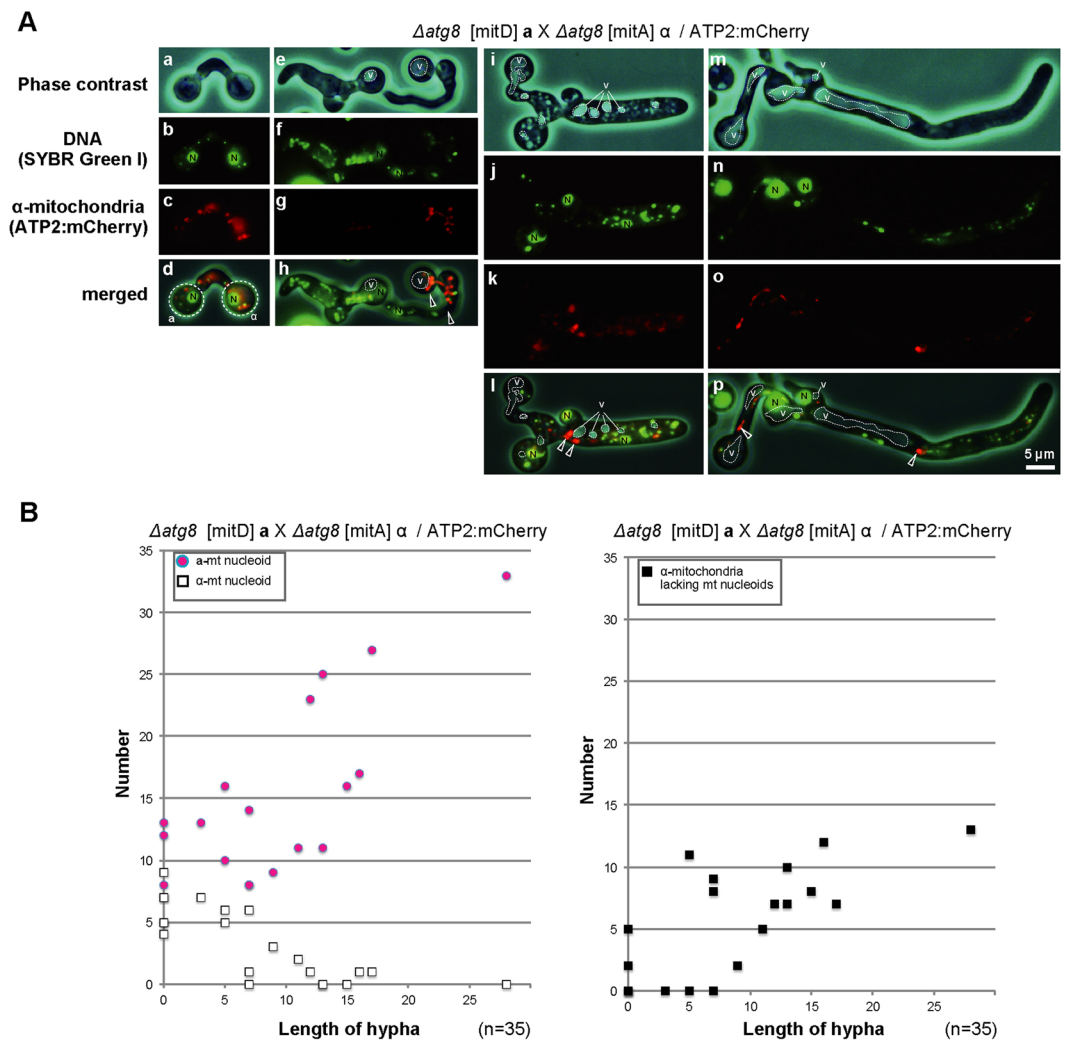 A
Δatg8 [mitD] a X Δatg8 [mitA] α / ATP2:mCherry
Phase contrast
DNA
(SYBR Green I)
α-mitochondria
(ATP2:mCherry)
merged
a
b
N
N
c
d
N
N
a
α
e
V
V
f
N
N
g
h
V
V
N
N
i
V
V
j
N
N
N
k
l
V
V
N
N
N
m
V
V
V
V
V
n
N
N
o
p
V
V
N
N
V
V
V
5 µm
B
Δatg8 [mitD] a X Δatg8 [mitA] α / ATP2:mCherry
a-mt nucleoid
α-mt nucleoid
35
30
25
20
15
10
5
0
Number
0 5 10 15 20 25
Length of hypha
(n=35)
Δatg8 [mitD] a X Δatg8 [mitA] α / ATP2:mCherry
α-mitochondria
lacking mt nucleoids
35
30
25
20
15
10
5
0
Number
0 5 10 15 20 25
Length of hypha
(n=35)